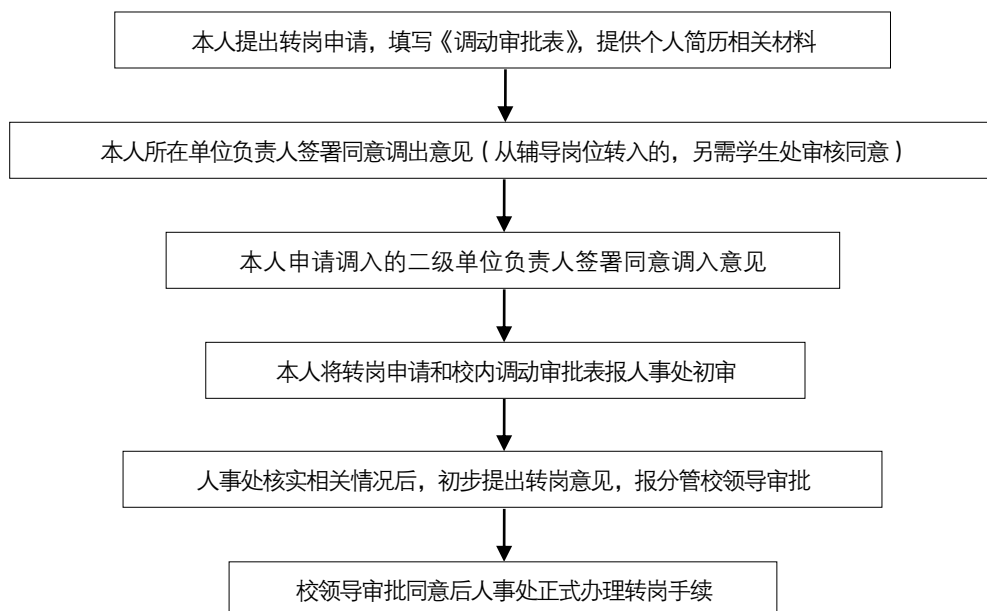 本人提出转岗申请，填写《调动审批表》，提供个人简历相关材料
本人所在单位负责人签署同意调出意见（从辅导岗位转入的，另需学生处审核同意）
本人申请调入的二级单位负责人签署同意调入意见
本人将转岗申请和校内调动审批表报人事处初审
人事处核实相关情况后，初步提出转岗意见，报分管校领导审批
校领导审批同意后人事处正式办理转岗手续